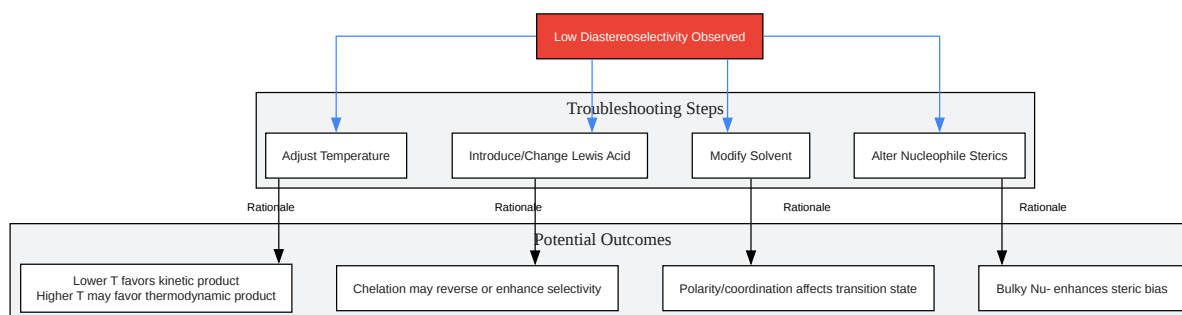 Low Diastereoselectivity Observed
Troubleshooting Steps
Adjust Temperature
Introduce/Change Lewis Acid
Modify Solvent
Alter Nucleophile Sterics
Rationale
Rationale
Rationale
Rationale
Potential Outcomes
Lower T favors kinetic product
Higher T may favor thermodynamic product
Chelation may reverse or enhance selectivity
Polarity/coordination affects transition state
Bulky Nu- enhances steric bias